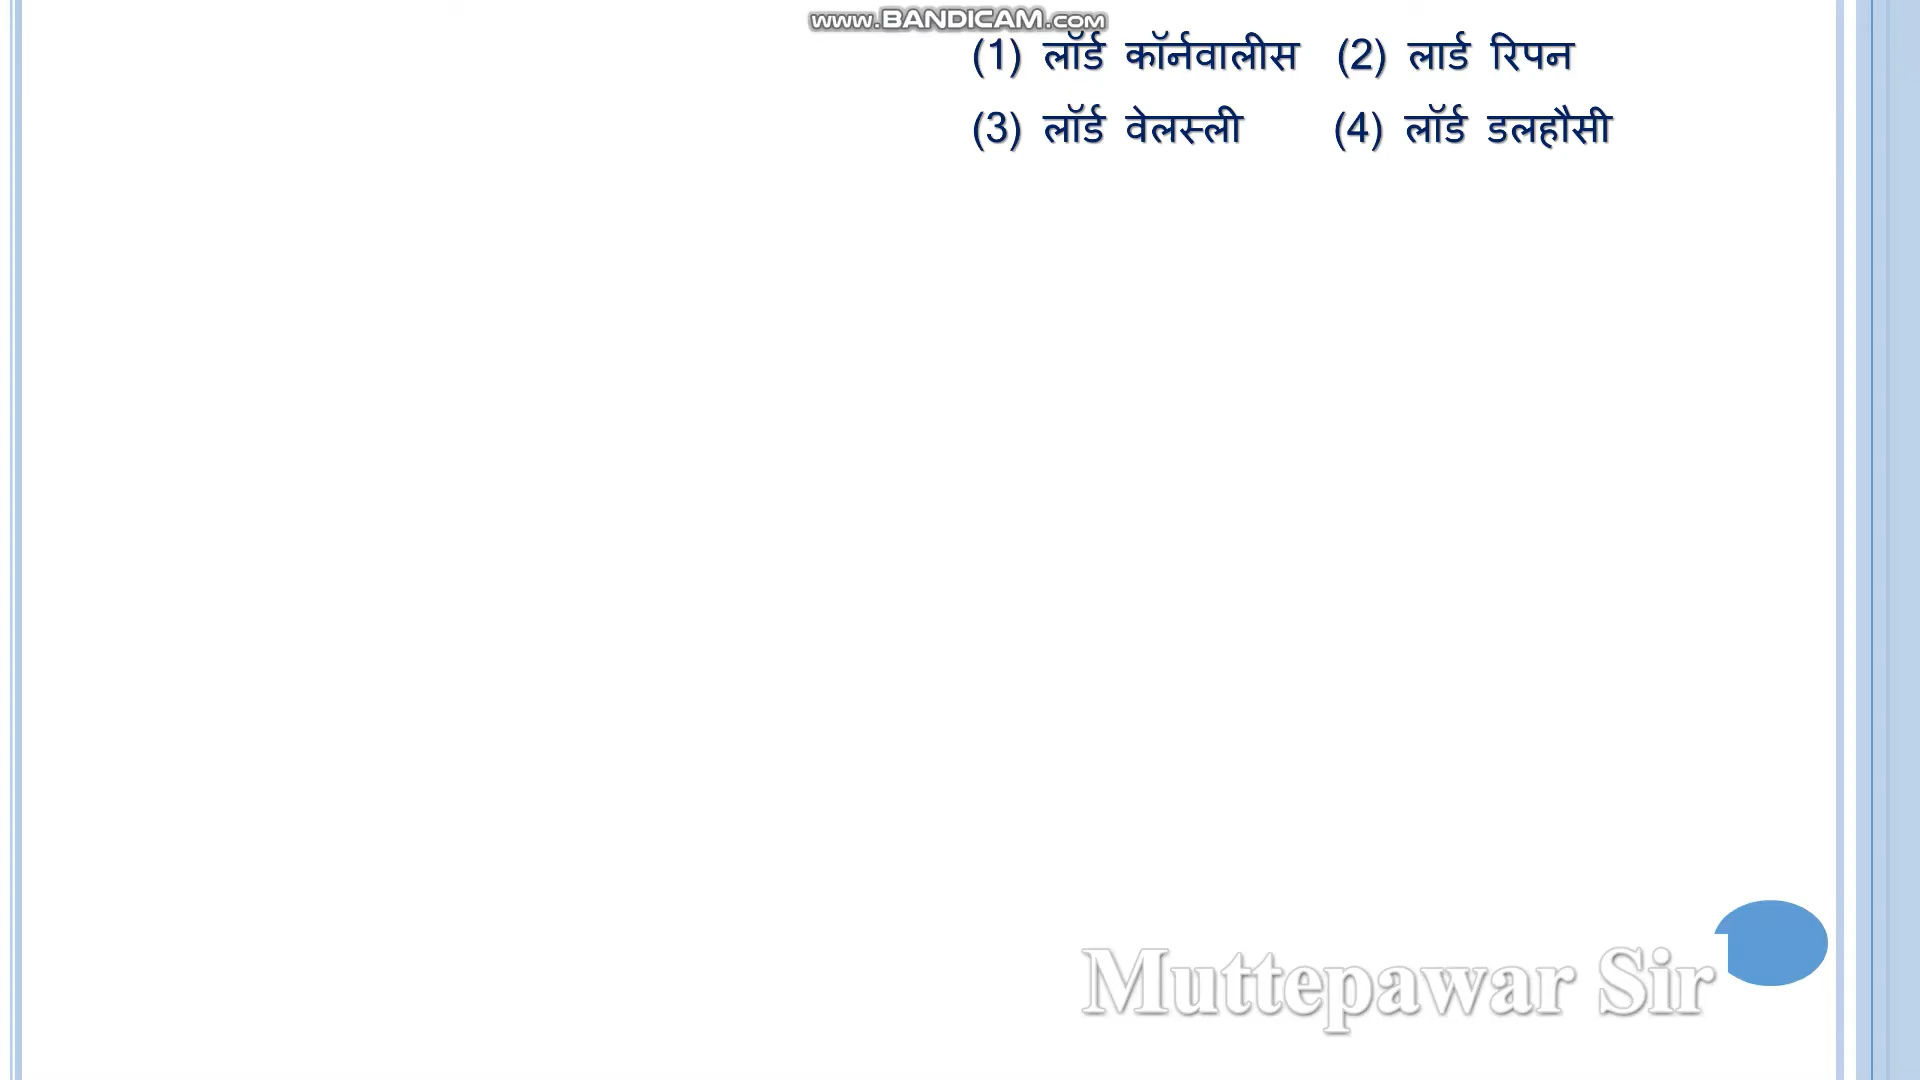 www.BANDICAM.com
(1) लॉर्ड कॉर्नवालीस (2) लार्ड रिपन
(3) लॉर्ड वेलस्ली (4) लॉर्ड डलहौसी
Muttepawar Sir